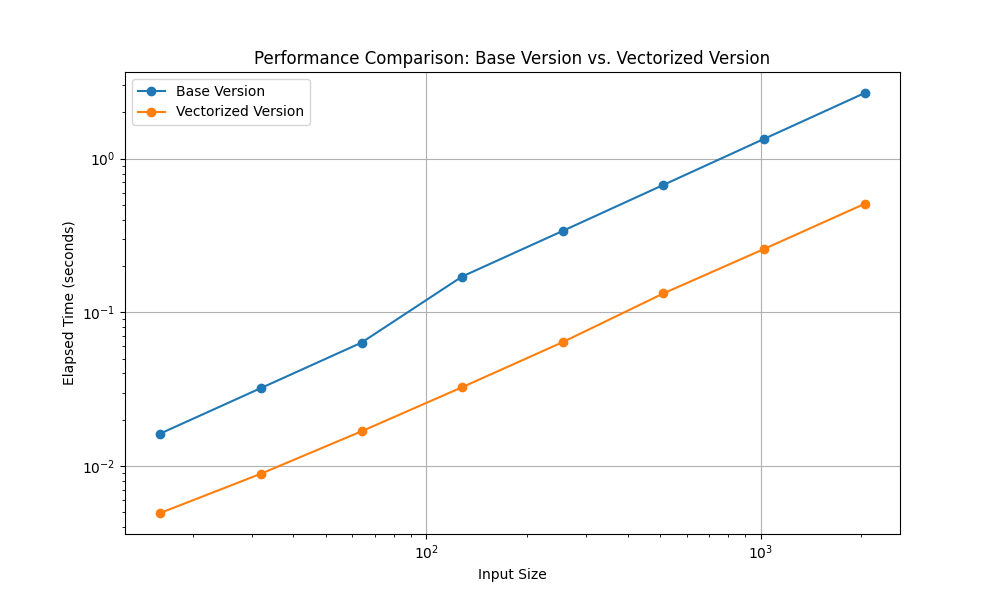 Performance Comparison: Base Version vs. Vectorized Version
Base Version
Vectorized Version
Elapsed Time (seconds)
10⁰
10⁻¹
10⁻²
10²
10³
Input Size